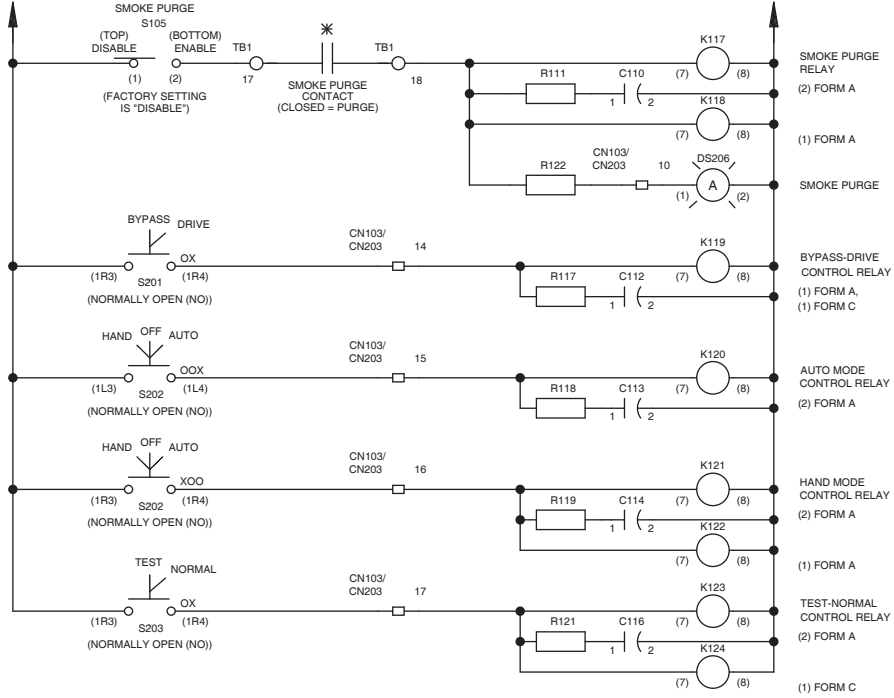 SMOKE PURGE
S105
(TOP) (BOTTOM)
DISABLE ENABLE
TB1 TB1
(1) (2) 17 18
(FACTORY SETTING
IS "DISABLE")
SMOKE PURGE
CONTACT
(CLOSED = PURGE)
K117
(7) (8)
SMOKE PURGE
RELAY
(2) FORM A
R111 C110
1 2
K118
(7) (8)
(1) FORM A
CN103/
CN203 10
R122
DS206
A
(1) (2)
SMOKE PURGE
BYPASS DRIVE
OX
(1R3) (1R4)
S201
(NORMALLY OPEN (NO))
CN103/
CN203 14
K119
(7) (8)
R117 C112
1 2
BYPASS-DRIVE
CONTROL RELAY
(1) FORM A,
(1) FORM C
HAND OFF AUTO
OOX
(1L3) (1L4)
S202
(NORMALLY OPEN (NO))
CN103/
CN203 15
K120
(7) (8)
R118 C113
1 2
AUTO MODE
CONTROL RELAY
(2) FORM A
HAND OFF AUTO
XOO
(1R3) (1R4)
S202
(NORMALLY OPEN (NO))
CN103/
CN203 16
K121
(7) (8)
R119 C114
1 2
K122
(7) (8)
HAND MODE
CONTROL RELAY
(2) FORM A
(1) FORM A
TEST NORMAL
OX
(1R3) (1R4)
S203
(NORMALLY OPEN (NO))
CN103/
CN203 17
K123
(7) (8)
R121 C116
1 2
K124
(7) (8)
TEST-NORMAL
CONTROL RELAY
(2) FORM A
(1) FORM C